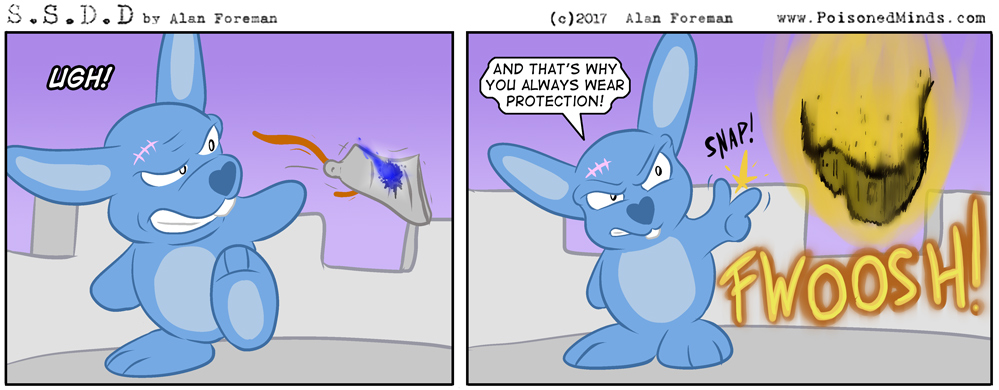 S.S.D.D by Alan Foreman (c)2017 Alan Foreman www.PoisonedMinds.com
UGH!
AND THAT'S WHY
YOU ALWAYS WEAR
PROTECTION!
SNAP!
FWOOSH!